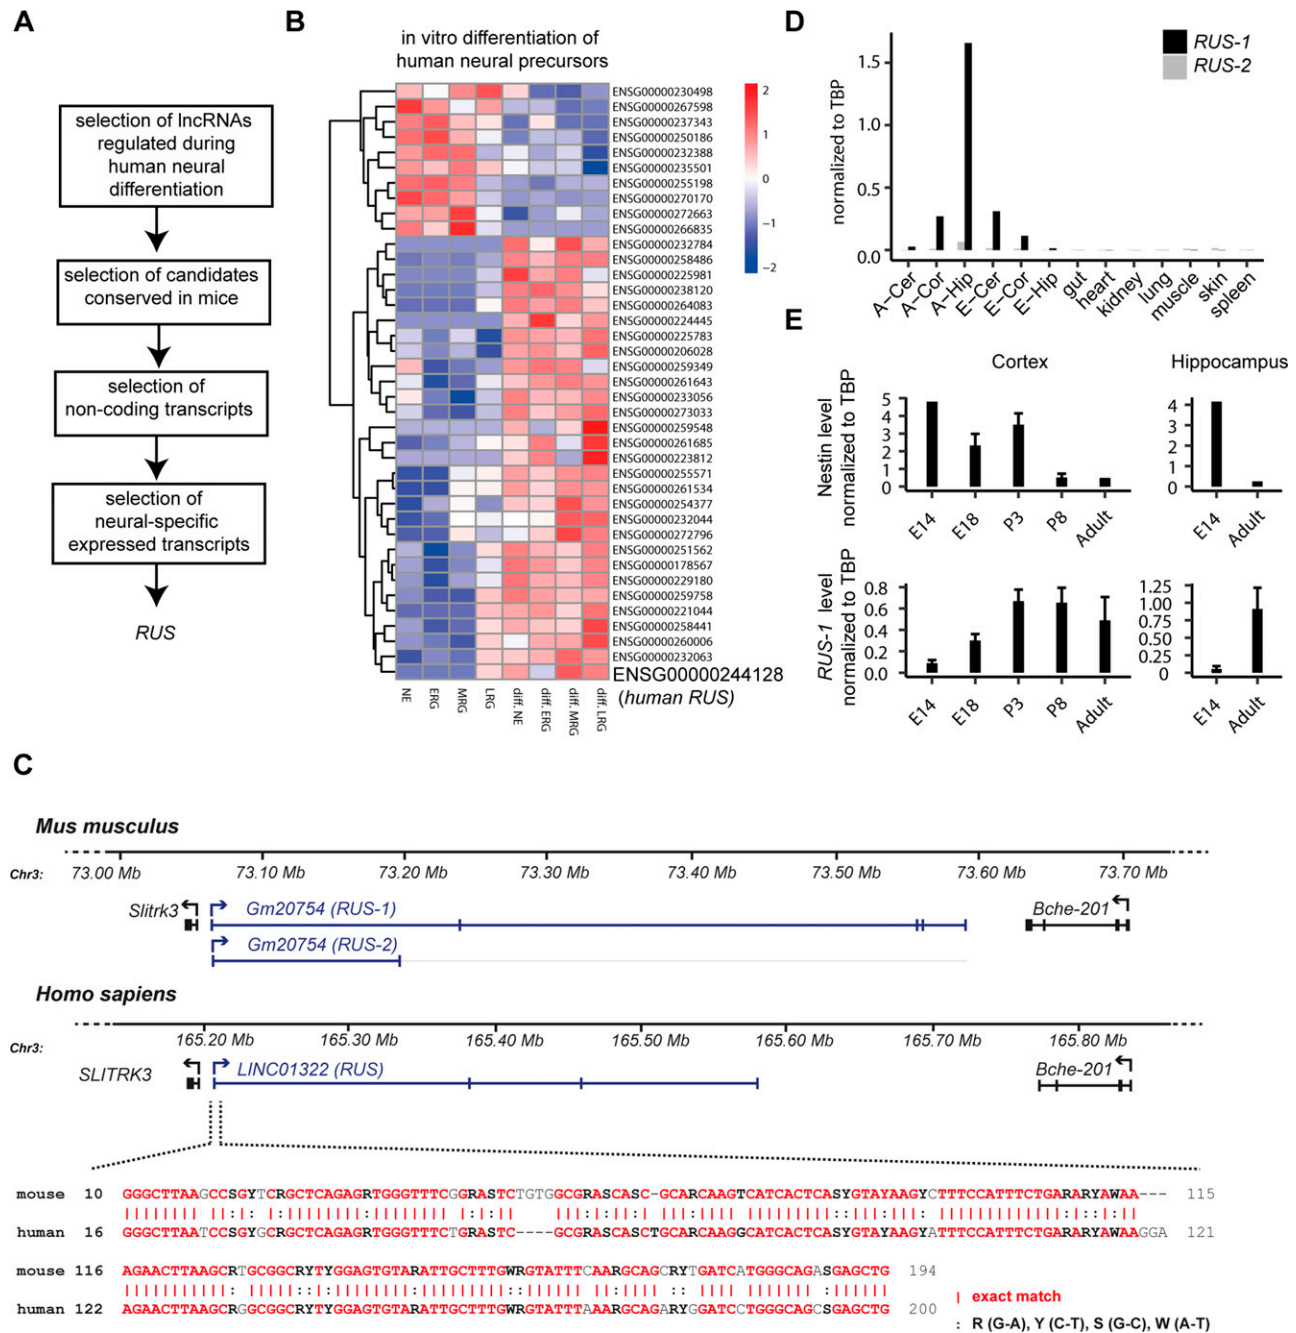 A
selection of lncRNAs
regulated during
human neural
differentiation
selection of candidates
conserved in mice
selection of
non-coding transcripts
selection of
neural-specific
expressed transcripts
RUS
B
in vitro differentiation of
human neural precursors
ENSG00000230498
ENSG00000267598
ENSG00000237343
ENSG00000250186
ENSG00000232388
ENSG00000235501
ENSG00000255198
ENSG00000270170
ENSG00000272663
ENSG00000266835
ENSG00000232784
ENSG00000258486
ENSG00000225981
ENSG00000238120
ENSG00000264083
ENSG00000224445
ENSG00000225783
ENSG00000206028
ENSG00000259349
ENSG00000261643
ENSG00000233056
ENSG00000273033
ENSG00000259548
ENSG00000261685
ENSG00000223812
ENSG00000255571
ENSG00000261534
ENSG00000254377
ENSG00000232044
ENSG00000272796
ENSG00000251562
ENSG00000178567
ENSG00000229180
ENSG00000259758
ENSG00000221044
ENSG00000258441
ENSG00000260006
ENSG00000232063
ENSG00000244128
(human RUS)
NE
ERG
MRG
LRG
diff. NE
diff. ERG
diff. MRG
diff. LRG
2
1
0
−1
−2
D
RUS-1
RUS-2
normalized to TBP
1.5
0.5
0.0
A-Cer
A-Cor
A-Hip
E-Cer
E-Cor
E-Hip
gut
heart
kidney
lung
muscle
skin
spleen
E
Cortex
Hippocampus
Nestin level
normalized to TBP
5
4
3
2
1
0
E14
E18
P3
P8
Adult
4
3
2
1
0
E14
Adult
RUS-1 level
normalized to TBP
0.8
0.6
0.4
0.2
0.0
E14
E18
P3
P8
Adult
1.25
1.00
0.75
0.50
0.25
0
E14
Adult
C
Mus musculus
Chr3:
73.00 Mb
73.10 Mb
73.20 Mb
73.30 Mb
73.40 Mb
73.50 Mb
73.60 Mb
73.70 Mb
Slitrk3
Gm20754 (RUS-1)
Bche-201
Gm20754 (RUS-2)
Homo sapiens
Chr3:
165.20 Mb
165.30 Mb
165.40 Mb
165.50 Mb
165.60 Mb
165.70 Mb
165.80 Mb
SLITRK3
LINC01322 (RUS)
Bche-201
mouse 10 GGGCTTAAGCCSGYTCRGCTCAGAGRTGGGTTTCGGRASTCTGTGGCGRASCASC-GCARCAAGTCATCACTCASYGTAYAAGYCTTTCCATTTCTGARARYAWAA--- 115
human 16 GGGCTTAATCCSGYGCRGCTCAGAGRTGGGTTTCTGRASTC----GCGRASCASCTGCARCAAGGCATCACTCASYGTAYAAGYATTTCCATTTCTGARARYAWAAGGA 121
mouse 116 AGAACTTAAGCRTGCGGCRYTYGGAGTGTARATTGCTTTGWRGTATTTCAARGCAGCRYTGATCATGGGCAGASGAGCTG 194
human 122 AGAACTTAAGCRGGCGGCRYTYGGAGTGTARATTGCTTTGWRGTATTTAAARGCAGARYGGATCCTGGGCAGCSGAGCTG 200
| exact match
: R (G-A), Y (C-T), S (G-C), W (A-T)